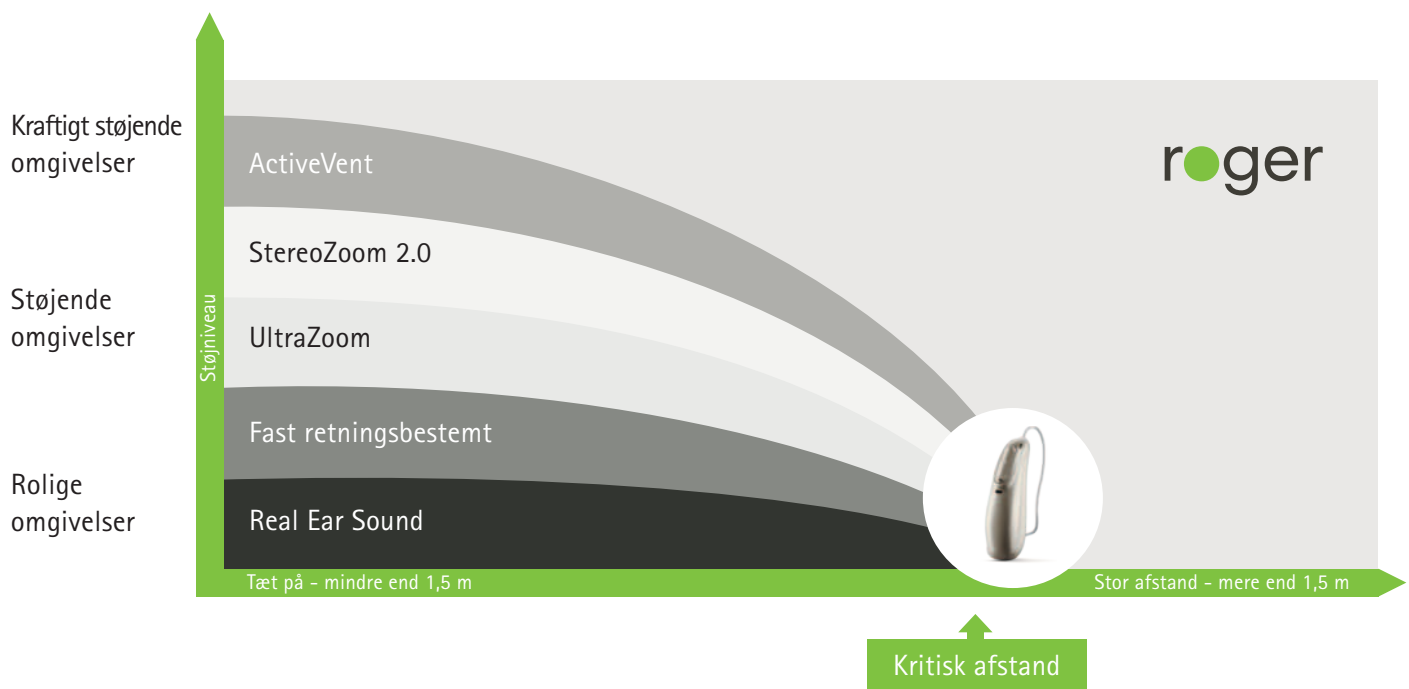 Kraftigt støjende
omgivelser
ActiveVent
roger
StereoZoom 2.0
Støjende
omgivelser
Støjniveau
UltraZoom
Fast retningsbestemt
Rolige
omgivelser
Real Ear Sound
Tæt på - mindre end 1,5 m
Stor afstand - mere end 1,5 m
Kritisk afstand